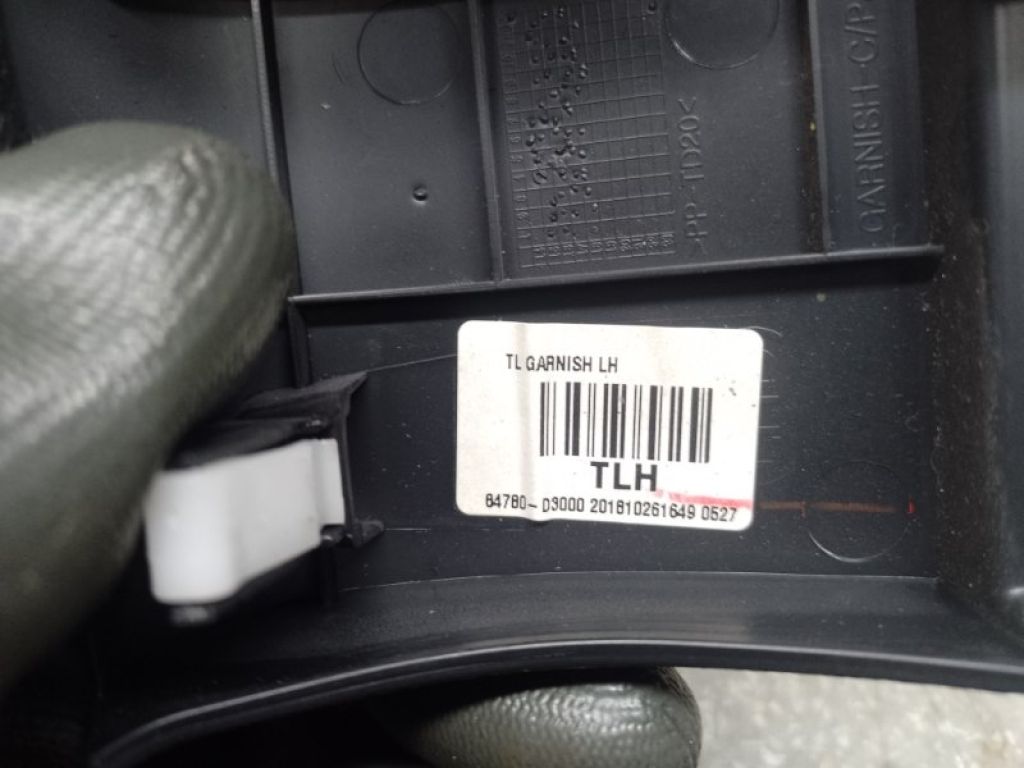 GARNISH-C/P
>PP-TD20<
TL GARNISH LH
TLH
84780-D3000 201810261649 0527